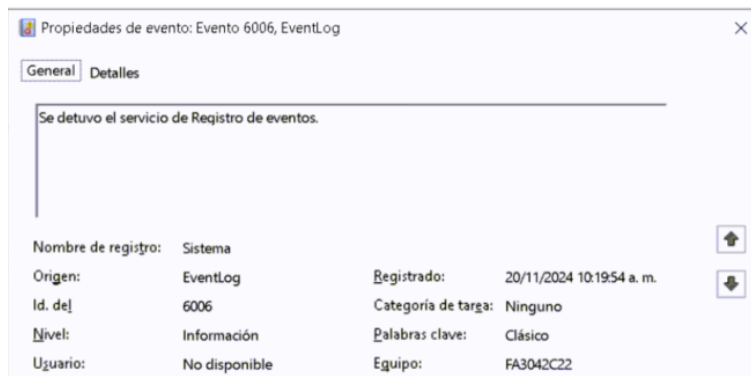 Propiedades de evento: Evento 6006, EventLog
General Detalles
Se detuvo el servicio de Registro de eventos.
Nombre de registro: Sistema
Origen: EventLog Registrado: 20/11/2024 10:19:54 a. m.
Id. del 6006 Categoría de tarea: Ninguno
Nivel: Información Palabras clave: Clásico
Usuario: No disponible Equipo: FA3042C22